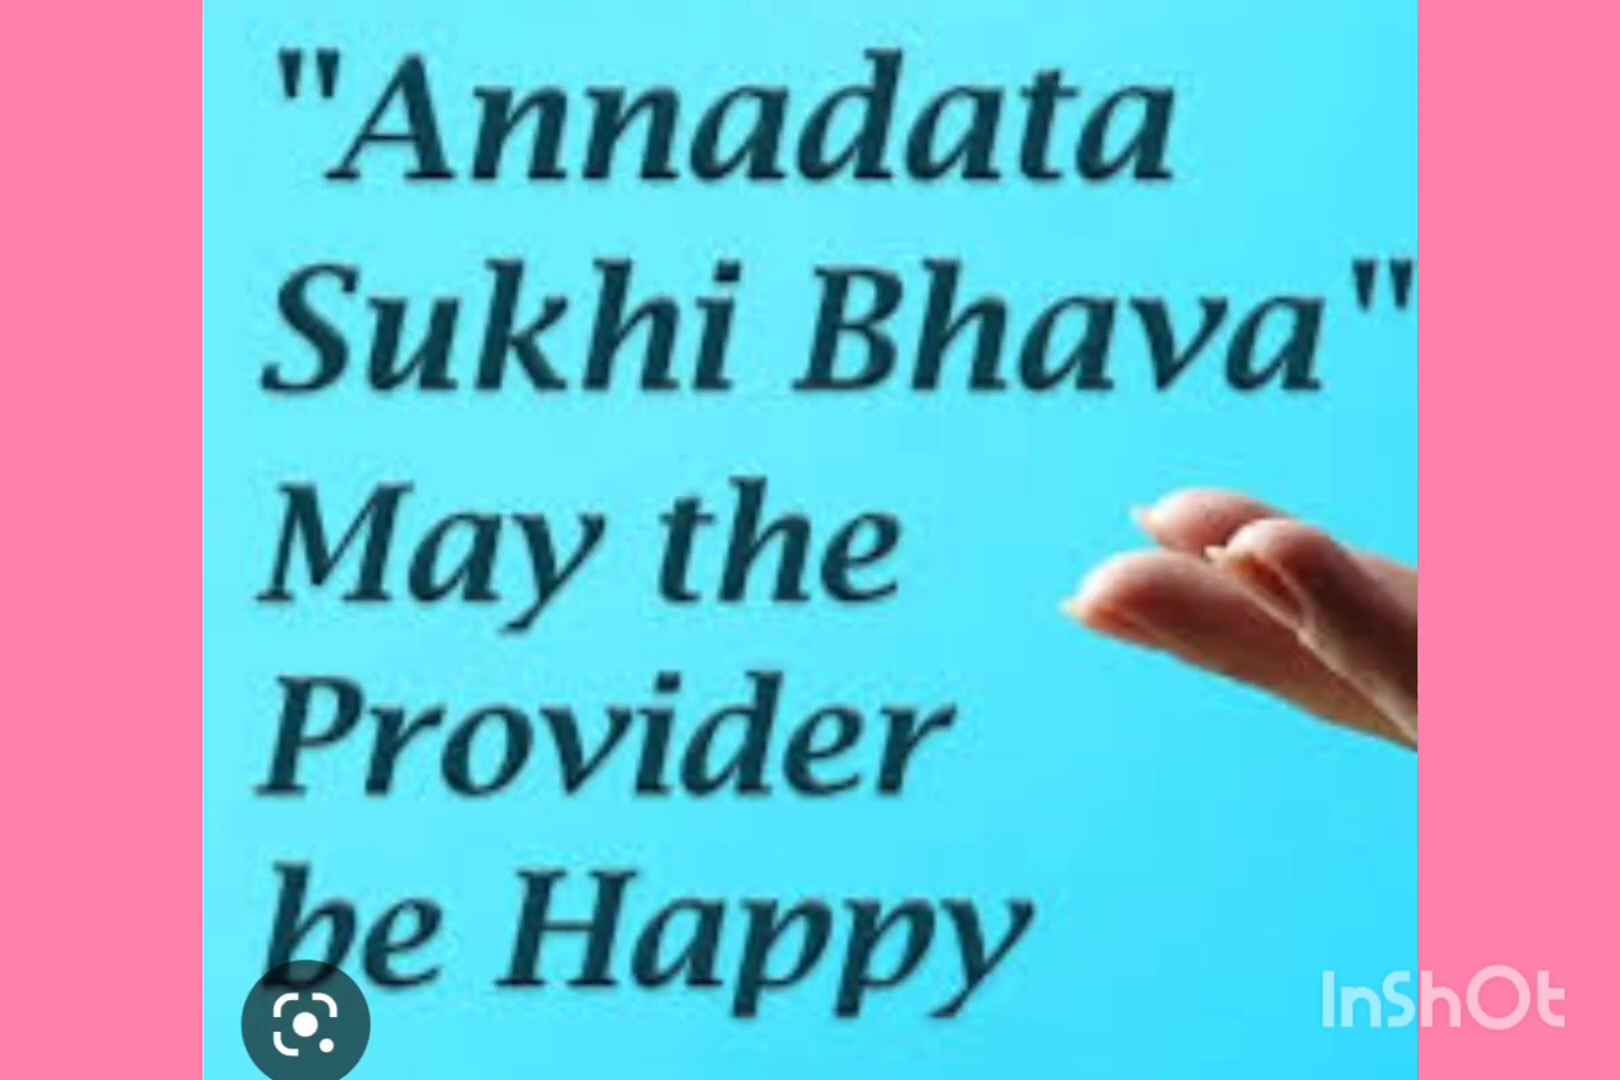 "Annadata
Sukhi Bhava"
May the
Provider
be Happy
InShOt